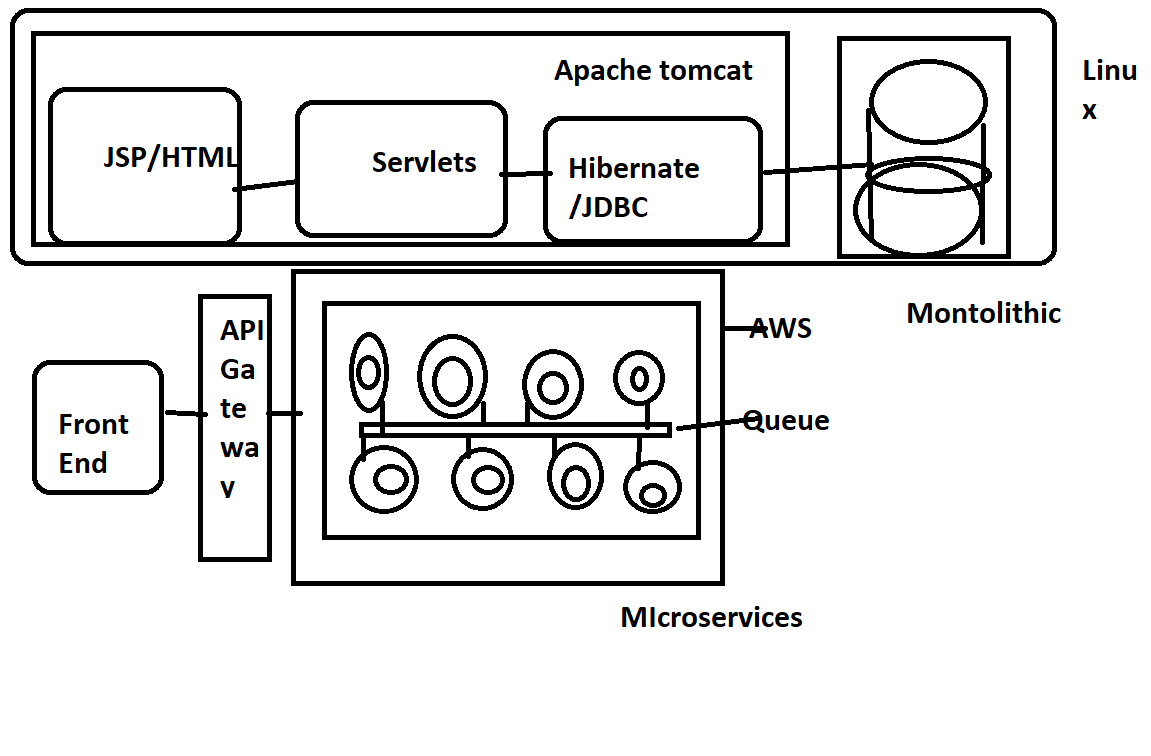 Apache tomcat
Linu
x
JSP/HTML
Servlets
Hibernate
/JDBC
Montolithic
API
Ga
te
wa
y
AWS
Front
End
Queue
MIcroservices